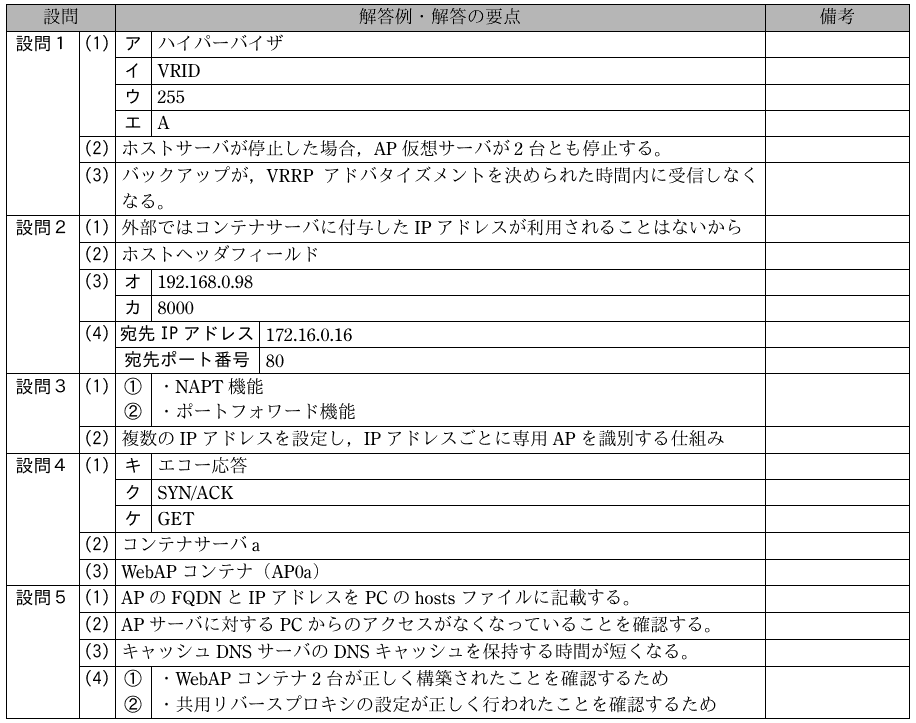 設問 解答例・解答の要点 備考
設問1 (1) ア ハイパーバイザ
イ VRID
ウ 255
エ A
(2) ホストサーバが停止した場合，AP 仮想サーバが 2 台とも停止する。
(3) バックアップが，VRRP アドバタイズメントを決められた時間内に受信しなく
なる。
設問2 (1) 外部ではコンテナサーバに付与した IP アドレスが利用されることはないから
(2) ホストヘッダフィールド
(3) オ 192.168.0.98
カ 8000
(4) 宛先 IP アドレス 172.16.0.16
宛先ポート番号 80
設問3 (1) ① ・NAPT 機能
② ・ポートフォワード機能
(2) 複数の IP アドレスを設定し，IP アドレスごとに専用 AP を識別する仕組み
設問4 (1) キ エコー応答
ク SYN/ACK
ケ GET
(2) コンテナサーバ a
(3) WebAP コンテナ（AP0a）
設問5 (1) AP の FQDN と IP アドレスを PC の hosts ファイルに記載する。
(2) AP サーバに対する PC からのアクセスがなくなっていることを確認する。
(3) キャッシュ DNS サーバの DNS キャッシュを保持する時間が短くなる。
(4) ① ・WebAP コンテナ 2 台が正しく構築されたことを確認するため
② ・共用リバースプロキシの設定が正しく行われたことを確認するため